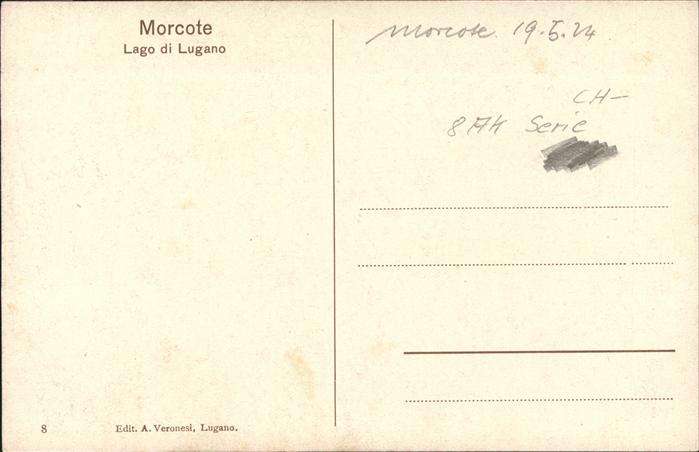 Morcote
Lago di Lugano
Morcote. 19.5.24
CH-
8 AK Serie
8 Edit. A. Veronesi, Lugano.